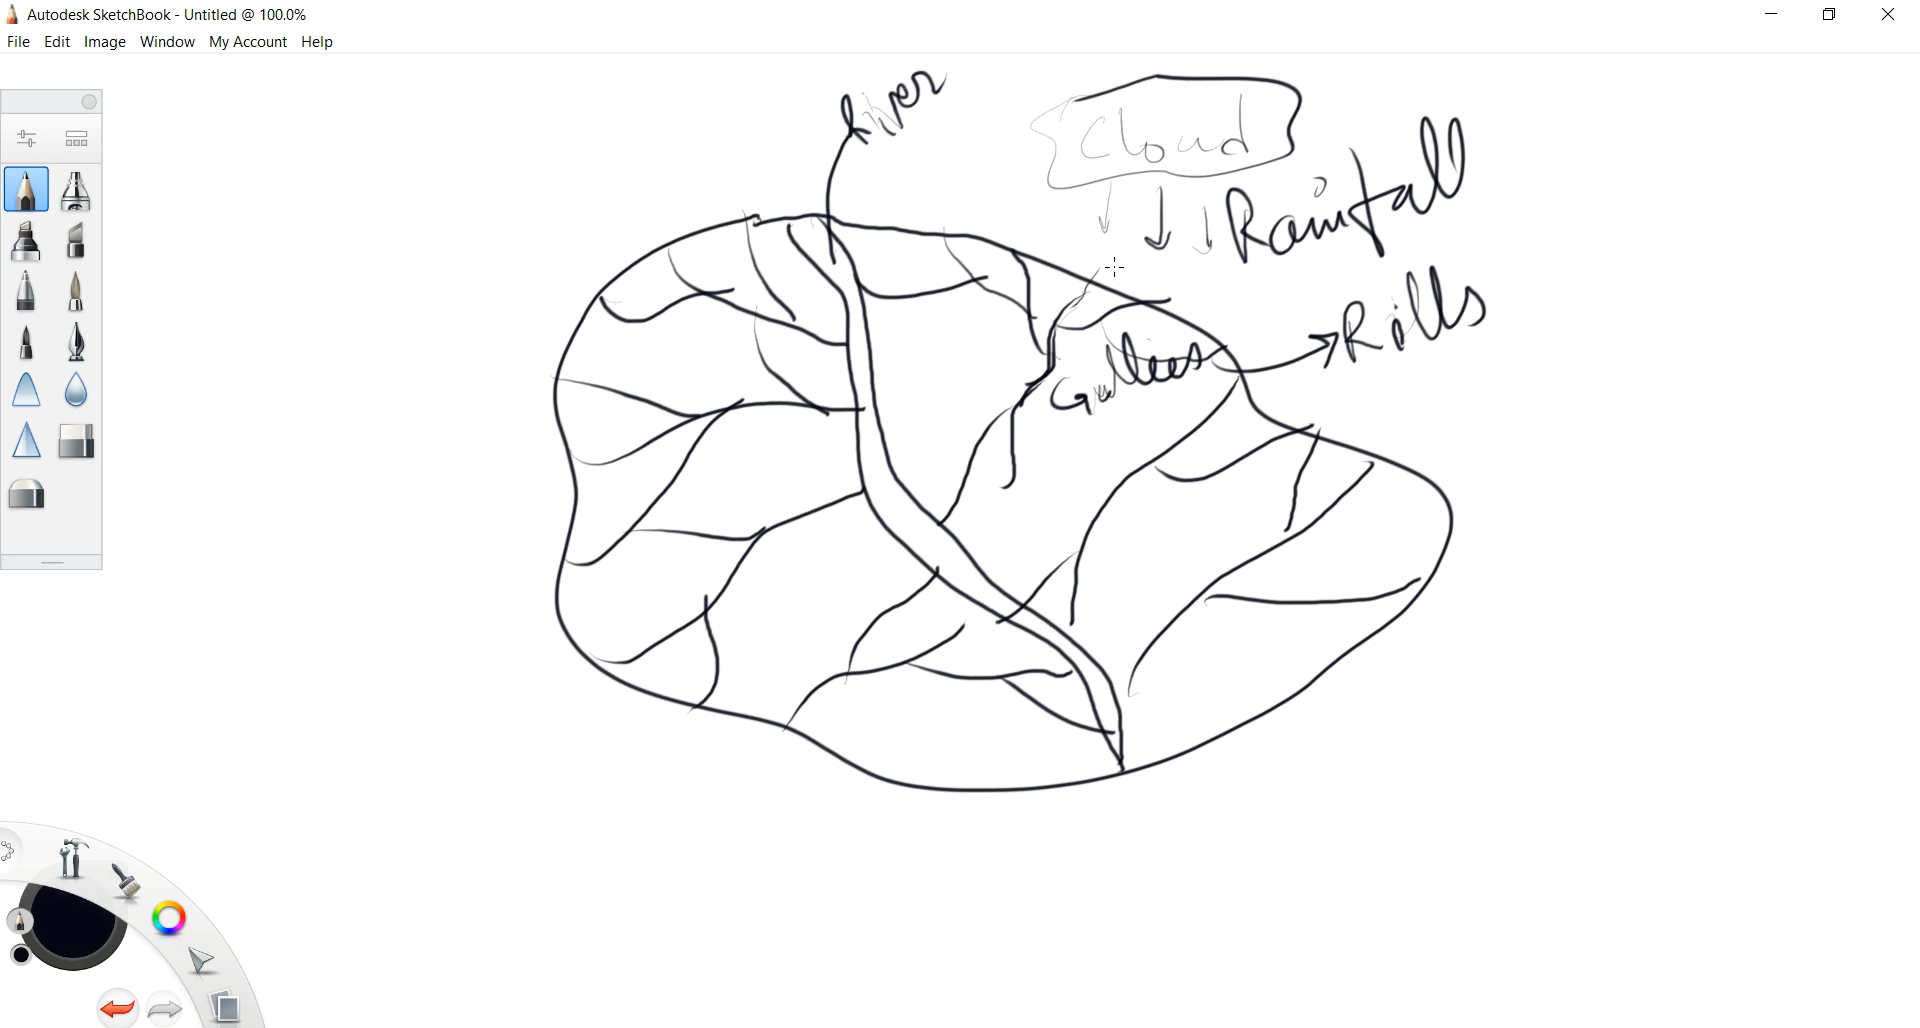 Autodesk SketchBook - Untitled @ 100.0%
File Edit Image Window My Account Help
River
Cloud
Rainfall
Rills
Gullies